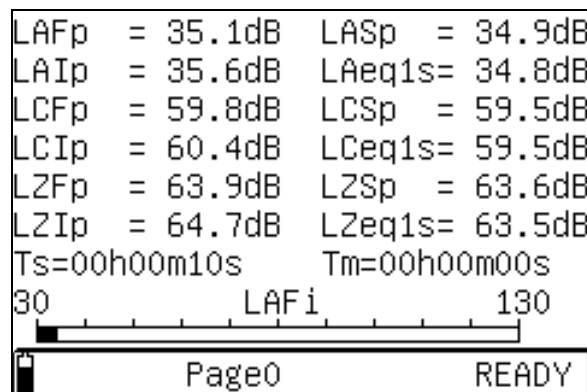 LAFp = 35.1dB LASp = 34.9dB
LAIp = 35.6dB LAeq1s= 34.8dB
LCFp = 59.8dB LCSp = 59.5dB
LCIp = 60.4dB LCeq1s= 59.5dB
LZFp = 63.9dB LZSp = 63.6dB
LZIp = 64.7dB LZeq1s= 63.5dB
Ts=00h00m10s Tm=00h00m00s
30 LAFi 130
Page0 READY